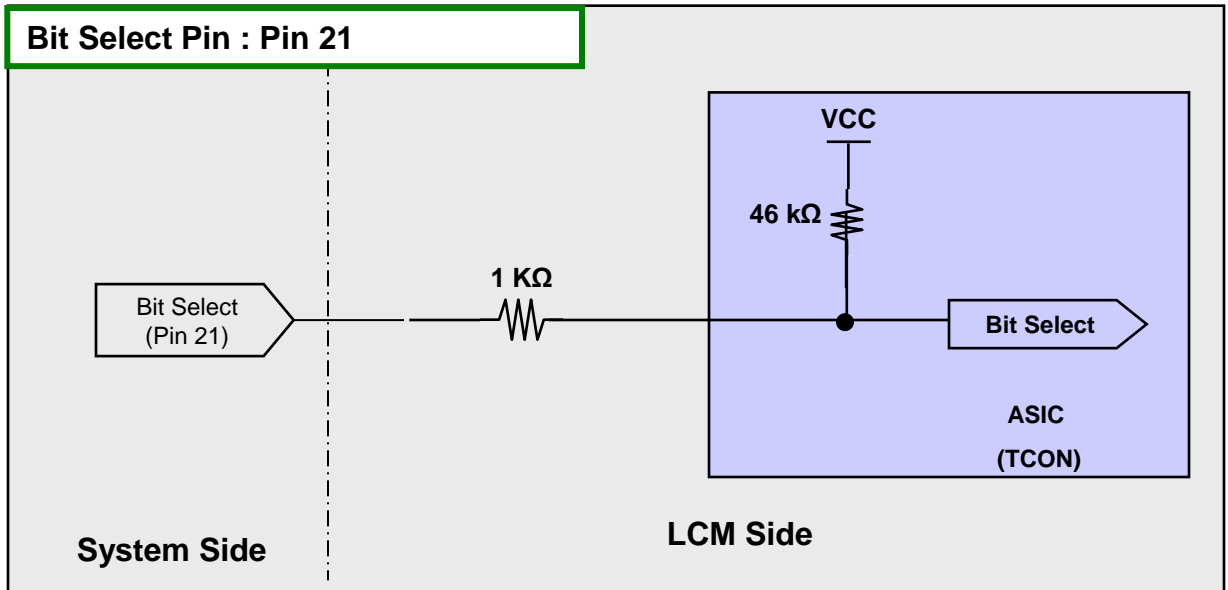 Bit Select Pin : Pin 21
VCC
46 kΩ
1 KΩ
Bit Select
(Pin 21)
Bit Select
ASIC
(TCON)
System Side
LCM Side